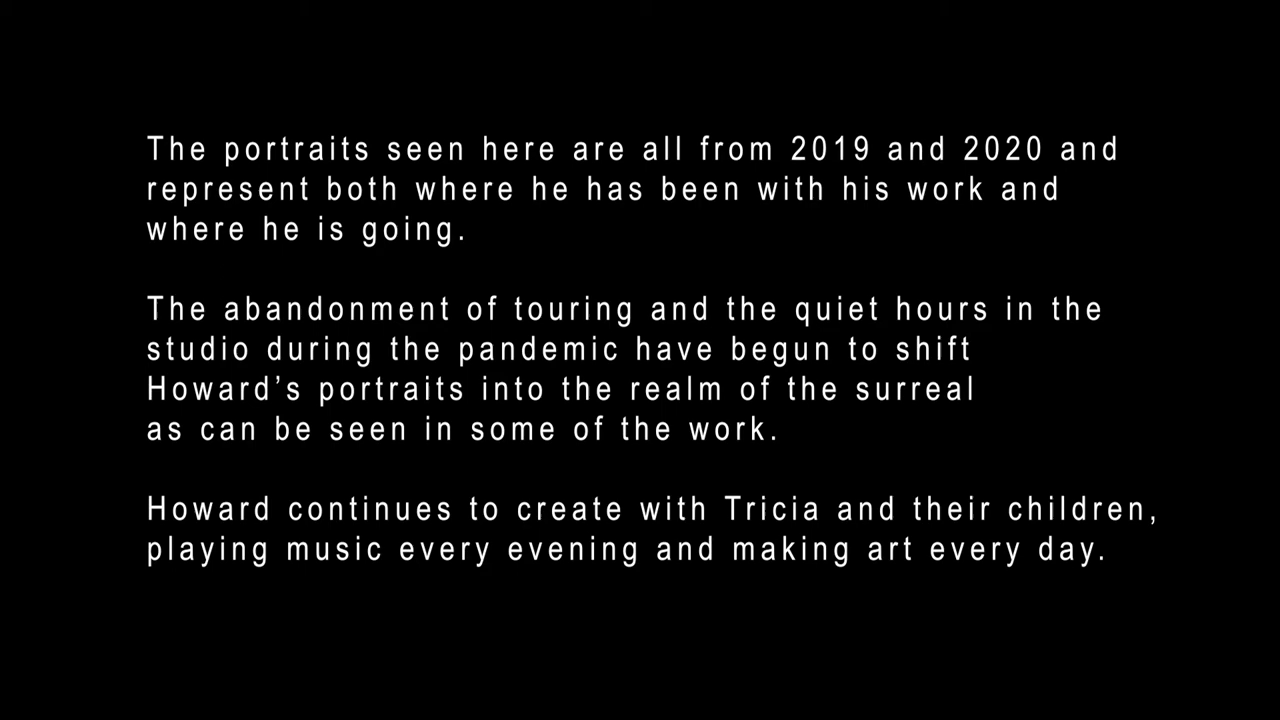 The portraits seen here are all from 2019 and 2020 and
represent both where he has been with his work and
where he is going.
The abandonment of touring and the quiet hours in the
studio during the pandemic have begun to shift
Howard’s portraits into the realm of the surreal
as can be seen in some of the work.
Howard continues to create with Tricia and their children,
playing music every evening and making art every day.